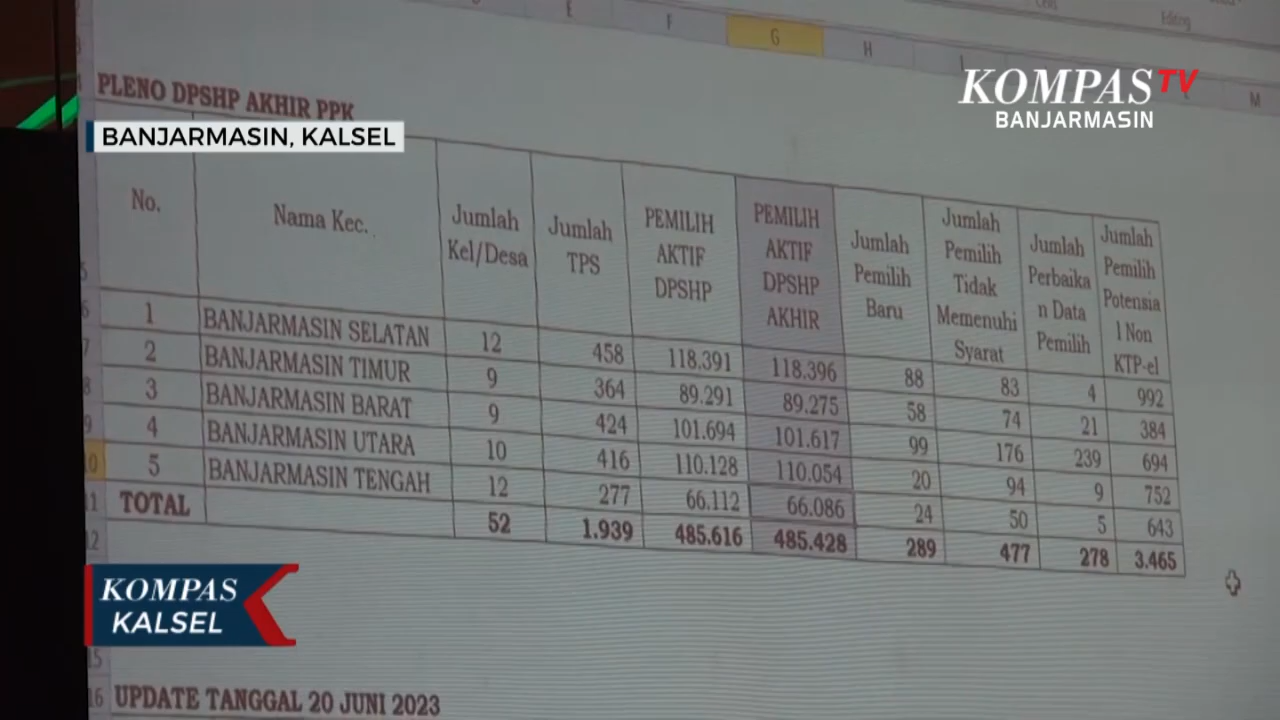 Cells
Editing
E F G H I L M
KOMPAS TV
BANJARMASIN
PLENO DPSHP AKHIR PPK
BANJARMASIN, KALSEL
No. Nama Kec. Jumlah Kel/Desa Jumlah TPS PEMILIH AKTIF DPSHP PEMILIH AKTIF DPSHP AKHIR Jumlah Pemilih Baru Jumlah Pemilih Tidak Memenuhi Syarat Jumlah Perbaika n Data Pemilih Jumlah Pemilih Potensia l Non KTP-el
1 BANJARMASIN SELATAN 12 458 118.391 118.396 88 83 4 992
2 BANJARMASIN TIMUR 9 364 89.291 89.275 58 74 21 384
3 BANJARMASIN BARAT 9 424 101.694 101.617 99 176 239 694
4 BANJARMASIN UTARA 10 416 110.128 110.054 20 94 9 752
5 BANJARMASIN TENGAH 12 277 66.112 66.086 24 50 5 643
TOTAL 52 1.939 485.616 485.428 289 477 278 3.465
KOMPAS
KALSEL
UPDATE TANGGAL 20 JUNI 2023